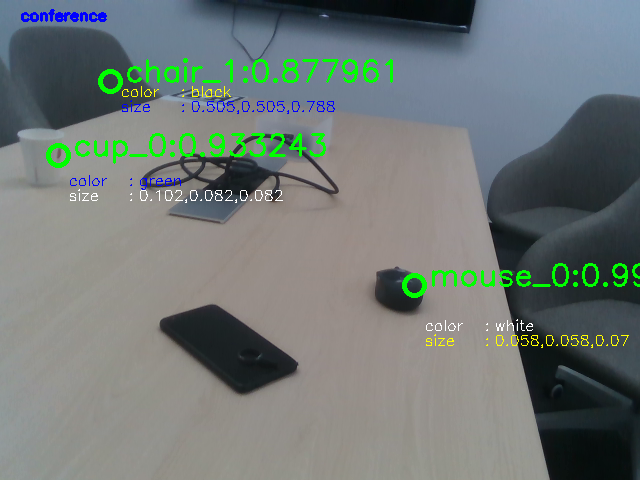 conference
chair_1:0.877961
color : black
size : 0.505,0.505,0.788
cup_0:0.933243
color : green
size : 0.102,0.082,0.082
mouse_0:0.99
color : white
size : 0.058,0.058,0.07